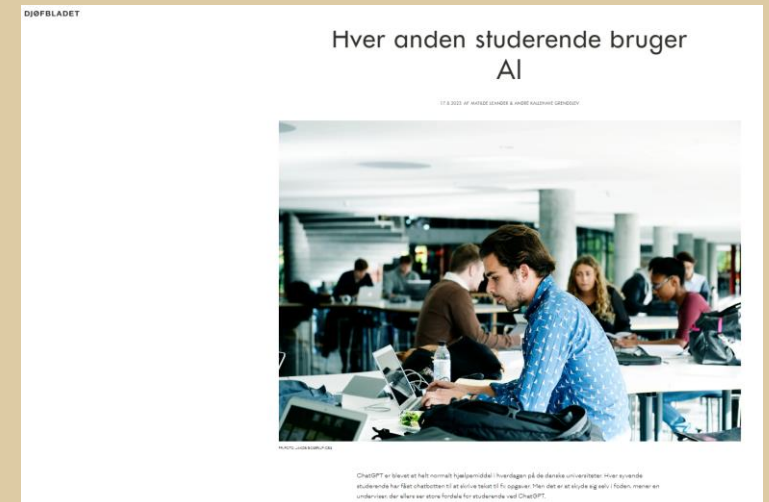 DJØFBLADET
Hver anden studerende bruger
AI
ChatGPT er blevet et helt normalt hjælpemiddel i hverdagen på de danske universiteter. Hver syvende
studerende har fået chatbotten til at skrive tekst til fx opgaver. Men det er at skyde sig selv i foden, mener en
underviser, der ellers ser store fordele for studerende ved ChatGPT.